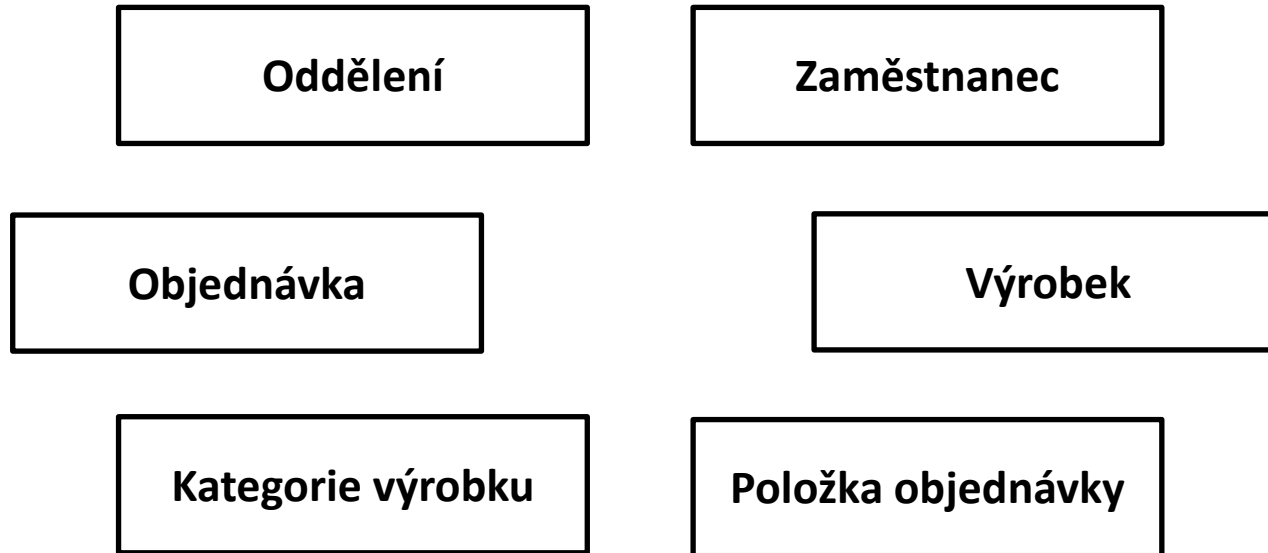 Oddělení
Zaměstnanec
Objednávka
Výrobek
Kategorie výrobku
Položka objednávky